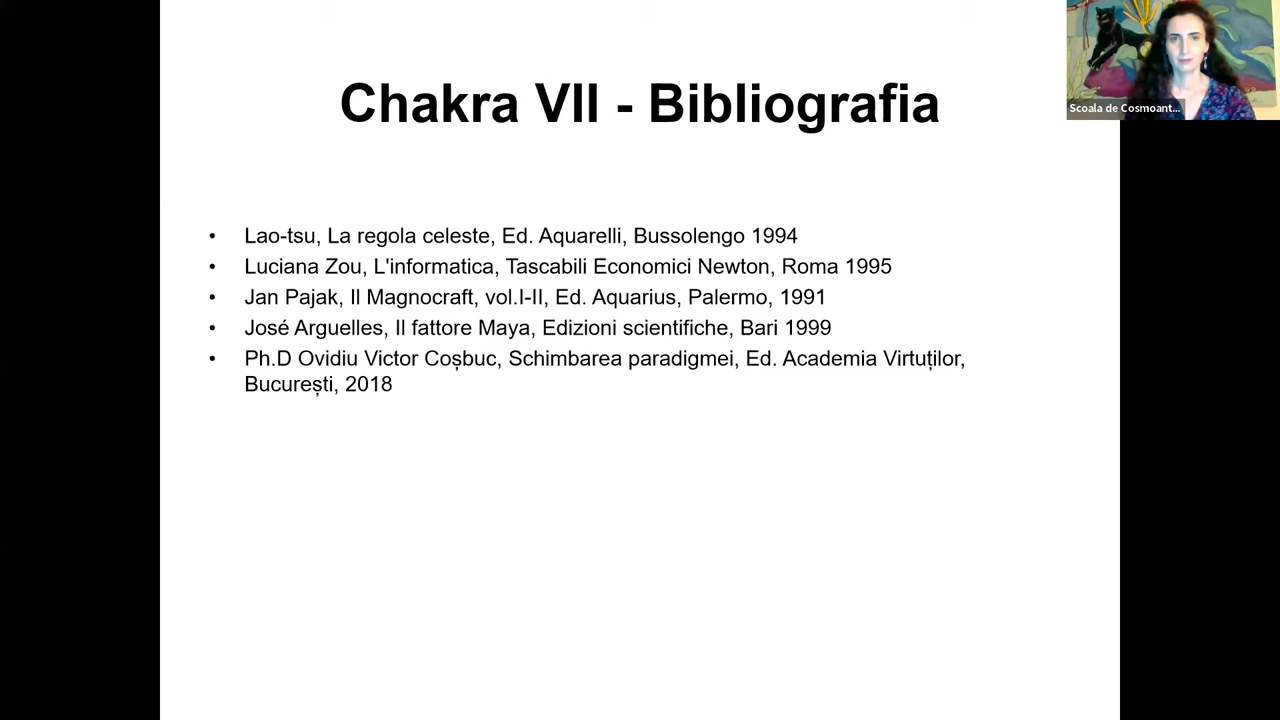 Chakra VII - Bibliografia
Scoala de Cosmoant...
• Lao-tsu, La regola celeste, Ed. Aquarelli, Bussolengo 1994
• Luciana Zou, L'informatica, Tascabili Economici Newton, Roma 1995
• Jan Pajak, Il Magnocraft, vol.I-II, Ed. Aquarius, Palermo, 1991
• José Arguelles, Il fattore Maya, Edizioni scientifiche, Bari 1999
• Ph.D Ovidiu Victor Coșbuc, Schimbarea paradigmei, Ed. Academia Virtuților,
București, 2018